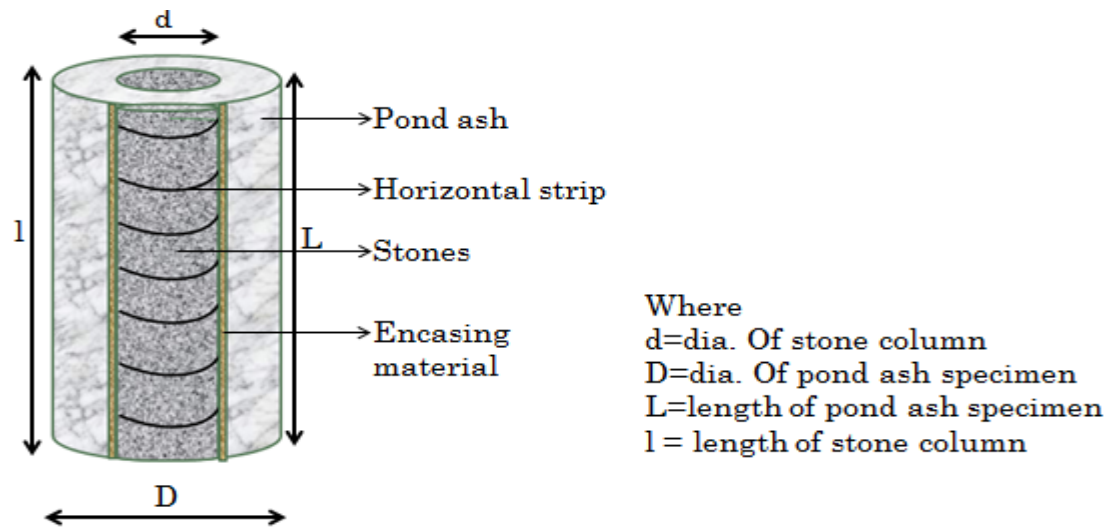 d
Pond ash
Horizontal strip
l
L
Stones
Encasing
material
D
Where
d=dia. Of stone column
D=dia. Of pond ash specimen
L=length of pond ash specimen
l = length of stone column